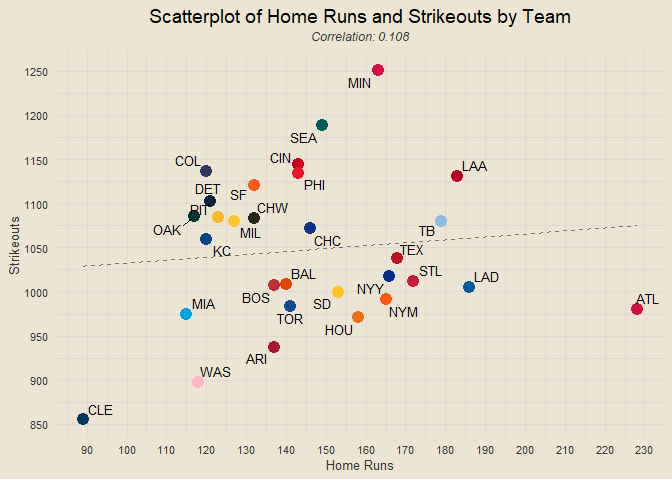 Scatterplot of Home Runs and Strikeouts by Team
Correlation: 0.108
1250
MIN
1200
SEA
1150
COL
CIN
LAA
PHI
DET
SF
1100
PIT
CHW
OAK
MIL
TB
1050
KC
CHC
TEX
Strikeouts
BAL
STL
LAD
1000
BOS
NYY
MIA
SD
ATL
TOR
NYM
HOU
950
ARI
900
WAS
CLE
850
90 100 110 120 130 140 150 160 170 180 190 200 210 220 230
Home Runs